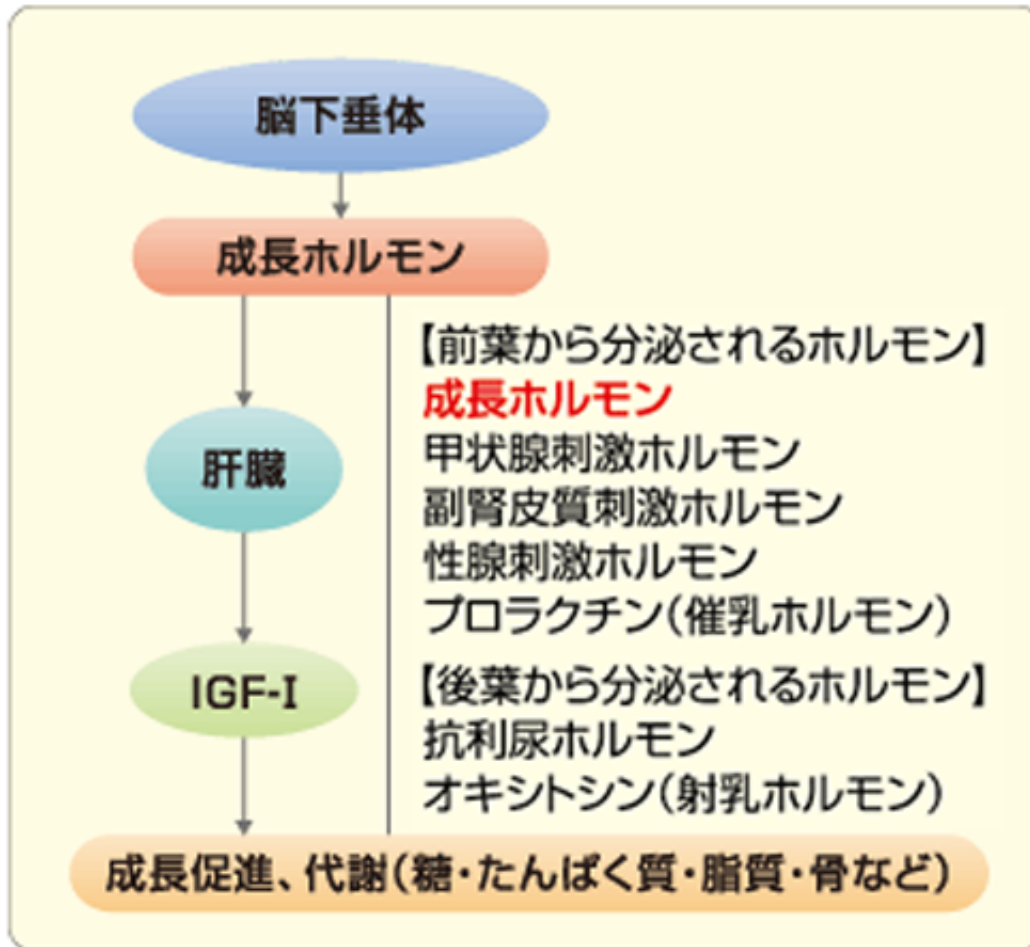 脳下垂体
成長ホルモン
【前葉から分泌されるホルモン】
成長ホルモン
甲状腺刺激ホルモン
副腎皮質刺激ホルモン
性腺刺激ホルモン
プロラクチン(催乳ホルモン)
【後葉から分泌されるホルモン】
抗利尿ホルモン
オキシトシン(射乳ホルモン)
肝臓
IGF-I
成長促進、代謝(糖・たんぱく質・脂質・骨など)